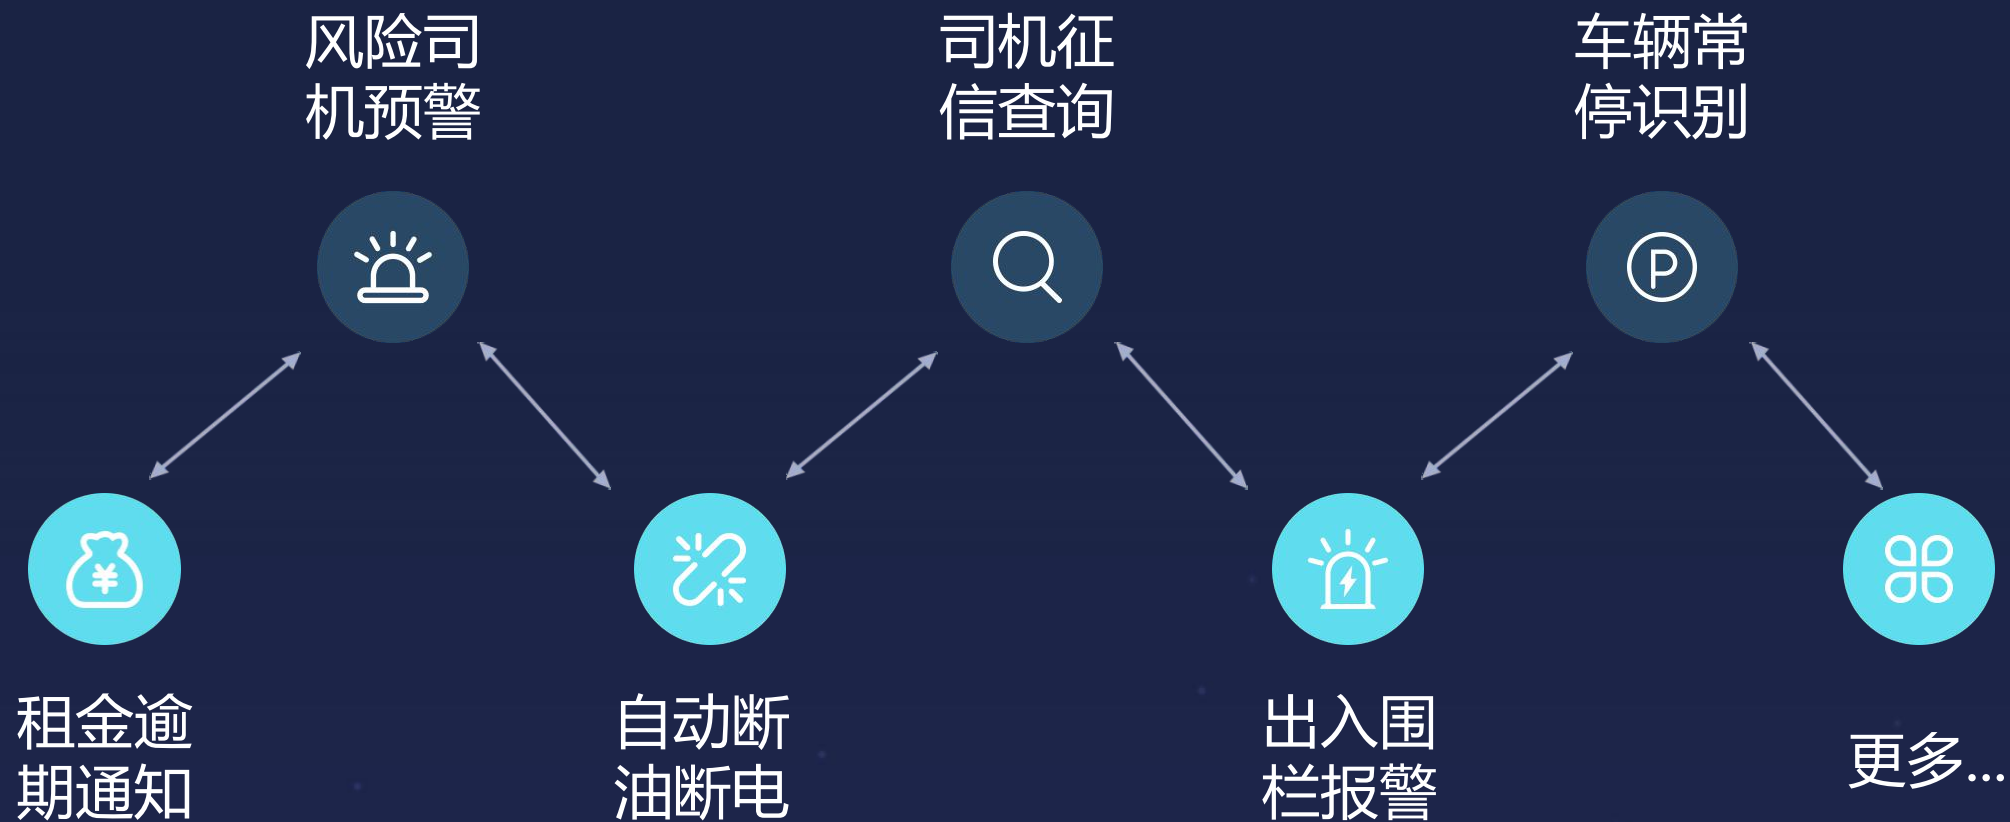 风险司
机预警
司机征
信查询
车辆常
停识别
P
¥
租金逾
期通知
自动断
油断电
出入围
栏报警
更多...